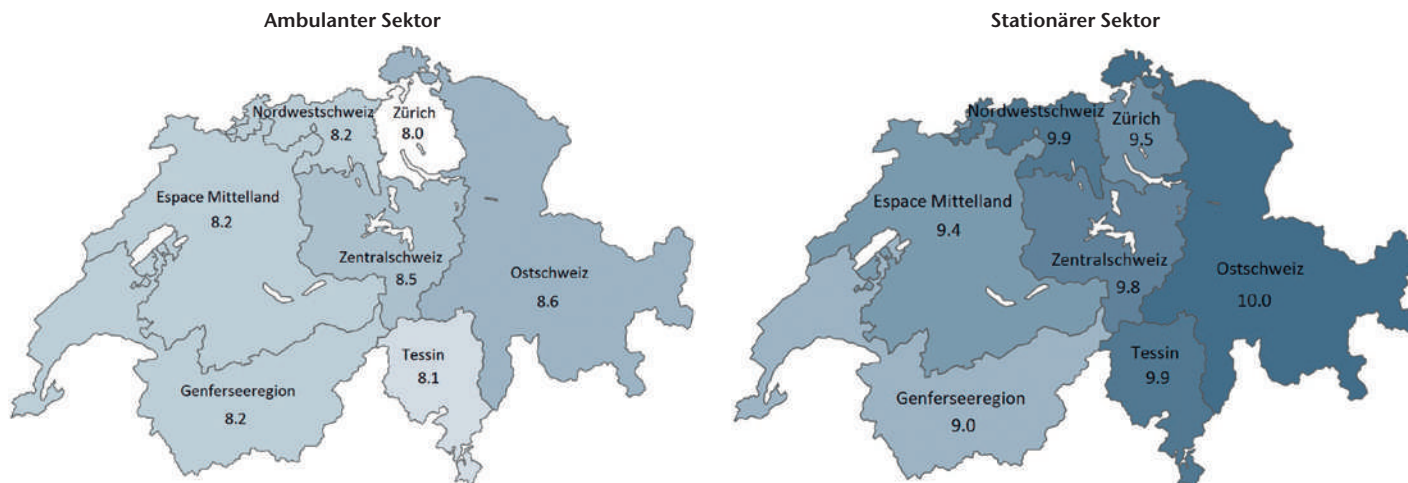 Ambulanter Sektor
Nordwestschweiz
8.2
Zürich
8.0
Espace Mittelland
8.2
Zentralschweiz
8.5
Ostschweiz
8.6
Tessin
8.1
Genferseeregion
8.2
Stationärer Sektor
Nordwestschweiz
9.9
Zürich
9.5
Espace Mittelland
9.4
Zentralschweiz
9.8
Ostschweiz
10.0
Tessin
9.9
Genferseeregion
9.0